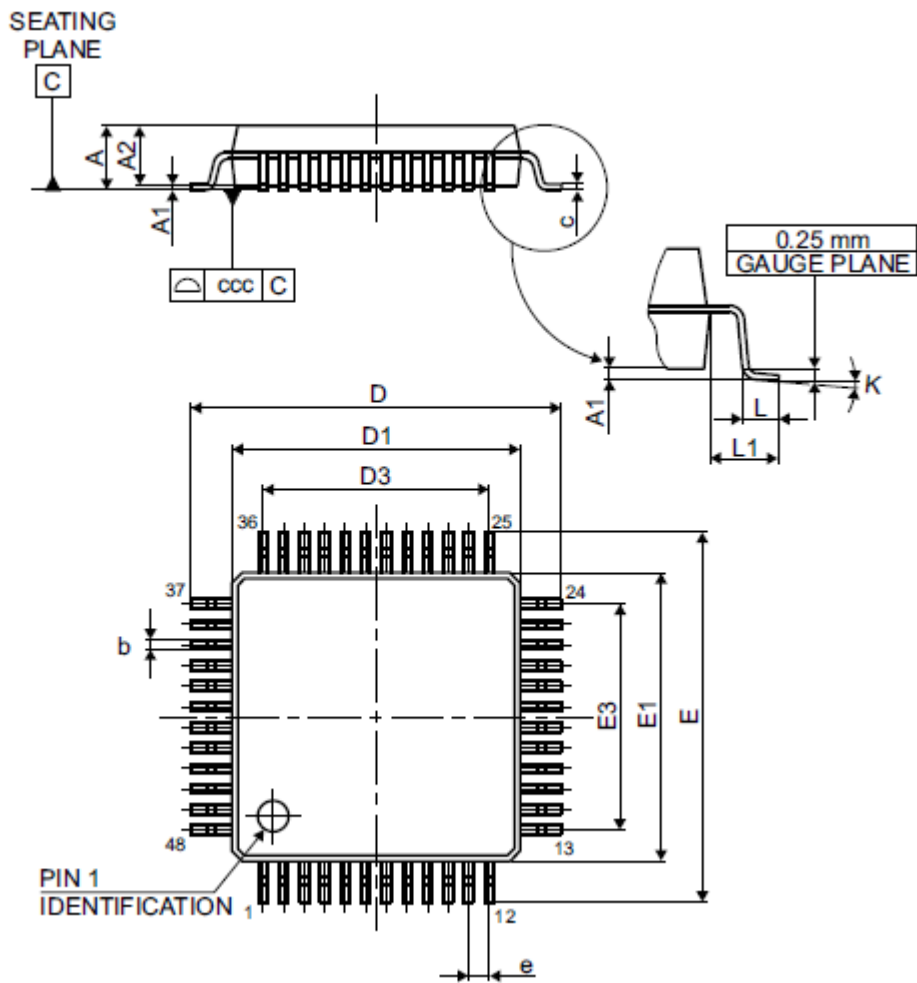 SEATING
PLANE
C
A
A2
A1
c
ccc C
0.25 mm
GAUGE PLANE
A1
K
L
L1
D
D1
D3
36
25
37
24
b
E3
E1
E
48
13
PIN 1
IDENTIFICATION
1
12
e